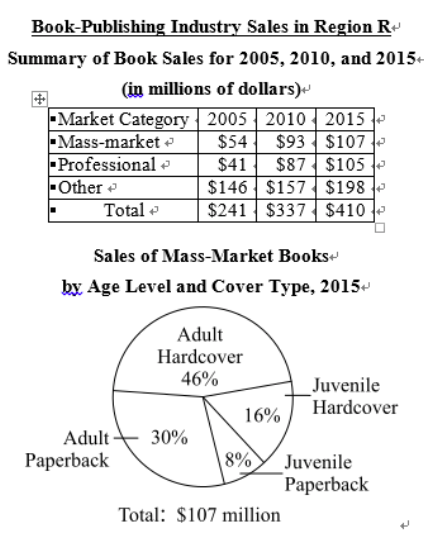 Book-Publishing Industry Sales in Region R
Summary of Book Sales for 2005, 2010, and 2015
(in millions of dollars)
Market Category 2005 2010 2015
Mass-market $54 $93 $107
Professional $41 $87 $105
Other $146 $157 $198
Total $241 $337 $410
Sales of Mass-Market Books
by Age Level and Cover Type, 2015
Adult
Hardcover
46%
Juvenile
Hardcover
16%
Adult
Paperback
30%
8%
Juvenile
Paperback
Total: $107 million